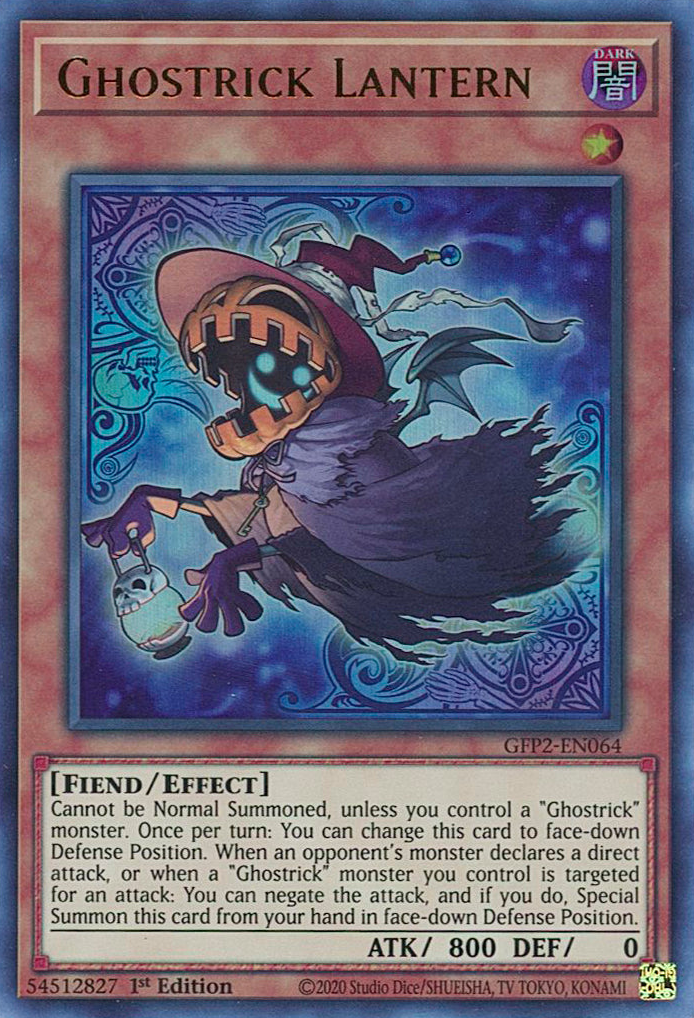 Ghostrick Lantern
DARK
闇
GFP2-EN064
[Fiend/Effect]
Cannot be Normal Summoned, unless you control a "Ghostrick"
monster. Once per turn: You can change this card to face-down
Defense Position. When an opponent's monster declares a direct
attack, or when a "Ghostrick" monster you control is targeted
for an attack: You can negate the attack, and if you do, Special
Summon this card from your hand in face-down Defense Position.
ATK/ 800 DEF/ 0
54512827 1st Edition ©2020 Studio Dice/SHUEISHA, TV TOKYO, KONAMI